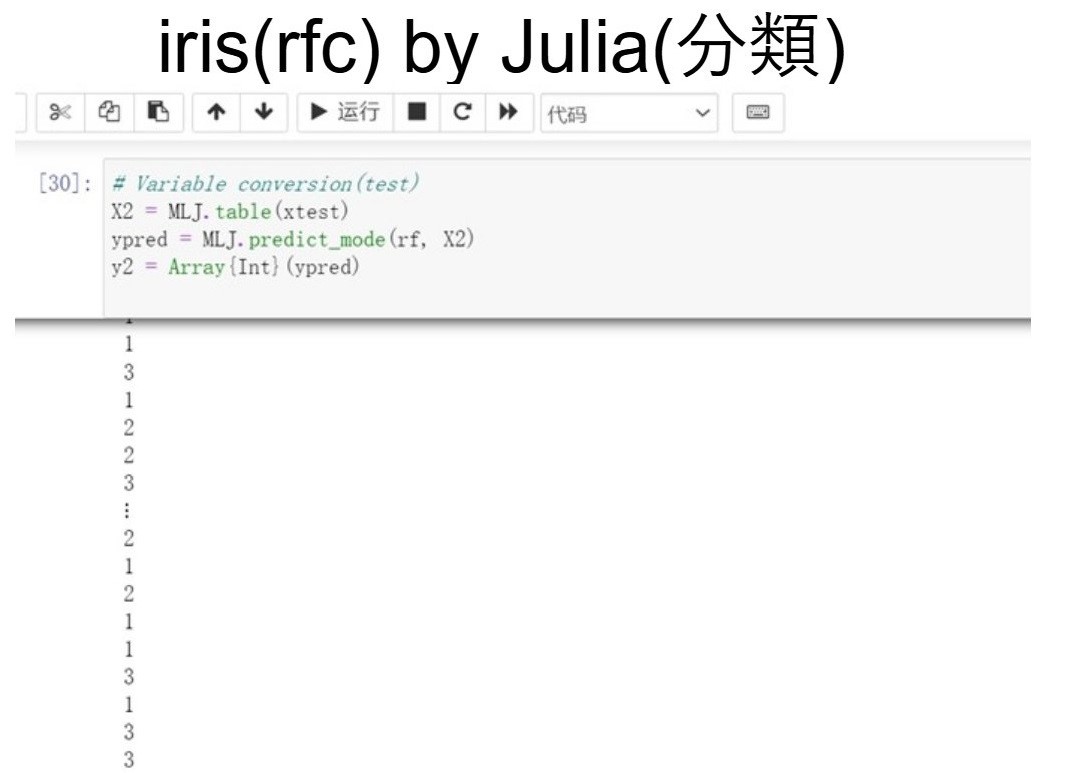 iris(rfc) by Julia(分類)
运行 代码
[30]: # Variable conversion(test)
X2 = MLJ.table(xtest)
ypred = MLJ.predict_mode(rf, X2)
y2 = Array{Int}(ypred)
1
3
1
2
2
3
⋮
2
1
2
1
1
3
1
3
3